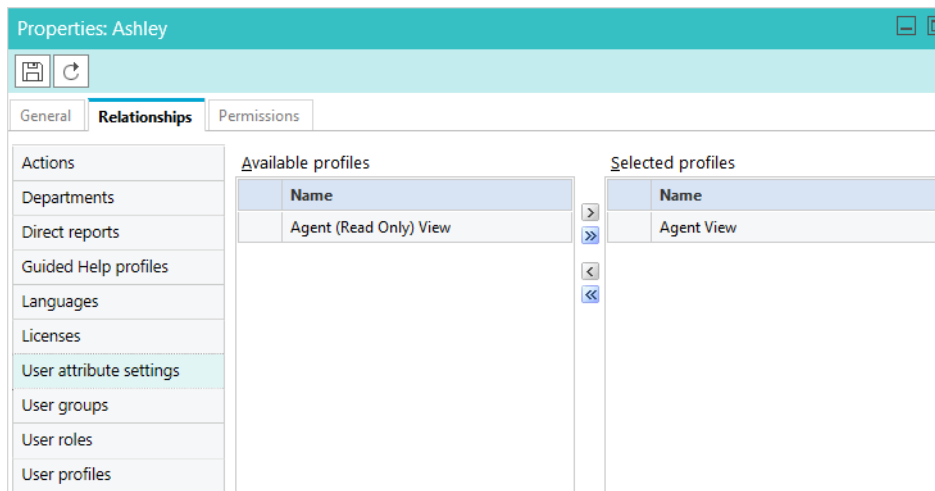 Properties: Ashley
General
Relationships
Permissions
Actions
Departments
Direct reports
Guided Help profiles
Languages
Licenses
User attribute settings
User groups
User roles
User profiles
Available profiles
Name
Agent (Read Only) View
Selected profiles
Name
Agent View